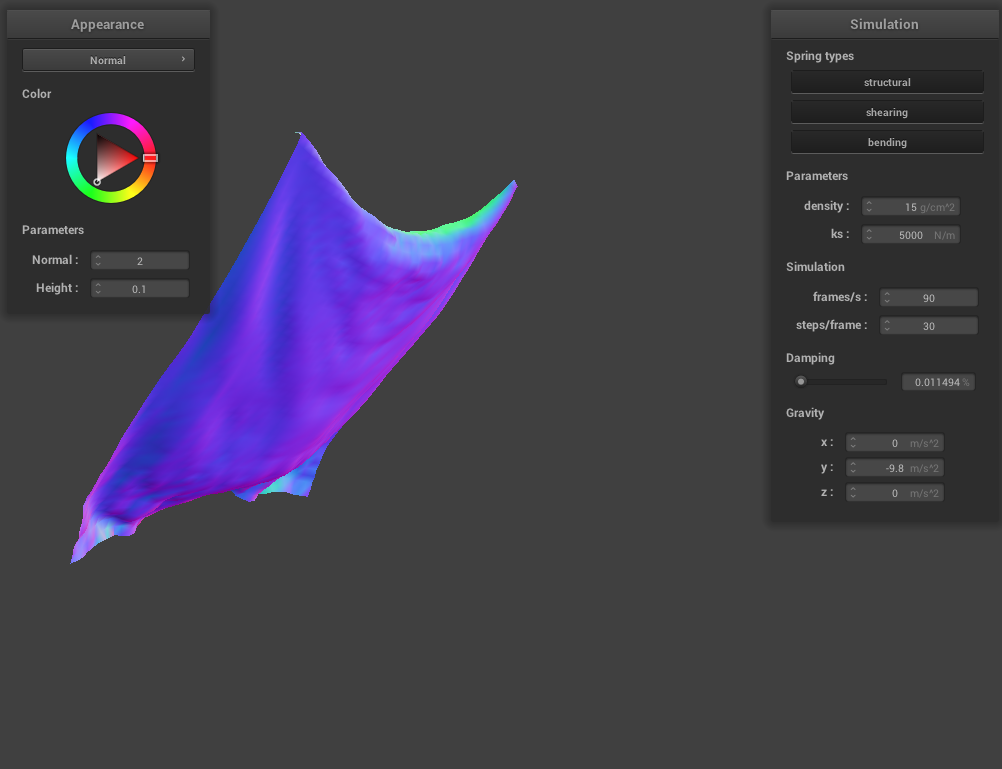 Appearance
Normal
Color
Parameters
Normal : 2
Height : 0.1
Simulation
Spring types
structural
shearing
bending
Parameters
density : 15 g/cm^2
ks : 5000 N/m
Simulation
frames/s : 90
steps/frame : 30
Damping
0.011494 %
Gravity
x : 0 m/s^2
y : -9.8 m/s^2
z : 0 m/s^2